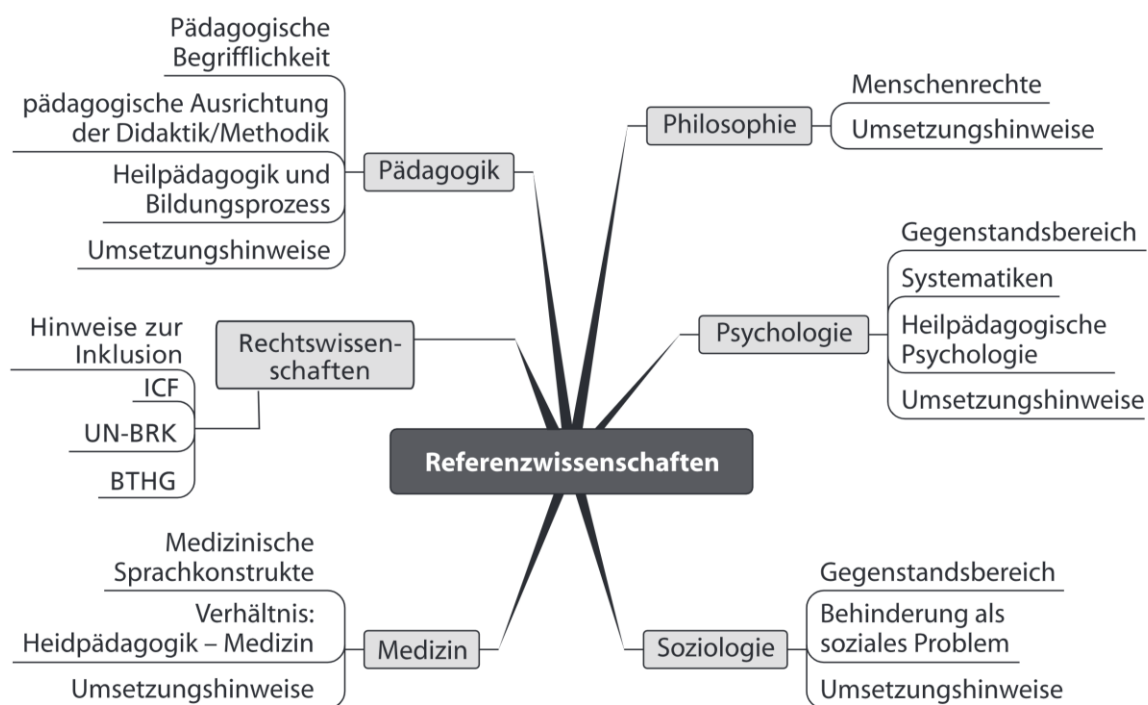 Pädagogische
Begrifflichkeit
pädagogische Ausrichtung
der Didaktik/Methodik
Heilpädagogik und
Bildungsprozess
Umsetzungshinweise
Pädagogik
Hinweise zur
Inklusion
ICF
UN-BRK
BTHG
Rechtswissen-
schaften
Medizinische
Sprachkonstrukte
Verhältnis:
Heidpädagogik – Medizin
Umsetzungshinweise
Medizin
Referenzwissenschaften
Philosophie
Menschenrechte
Umsetzungshinweise
Psychologie
Gegenstandsbereich
Systematiken
Heilpädagogische
Psychologie
Umsetzungshinweise
Soziologie
Gegenstandsbereich
Behinderung als
soziales Problem
Umsetzungshinweise